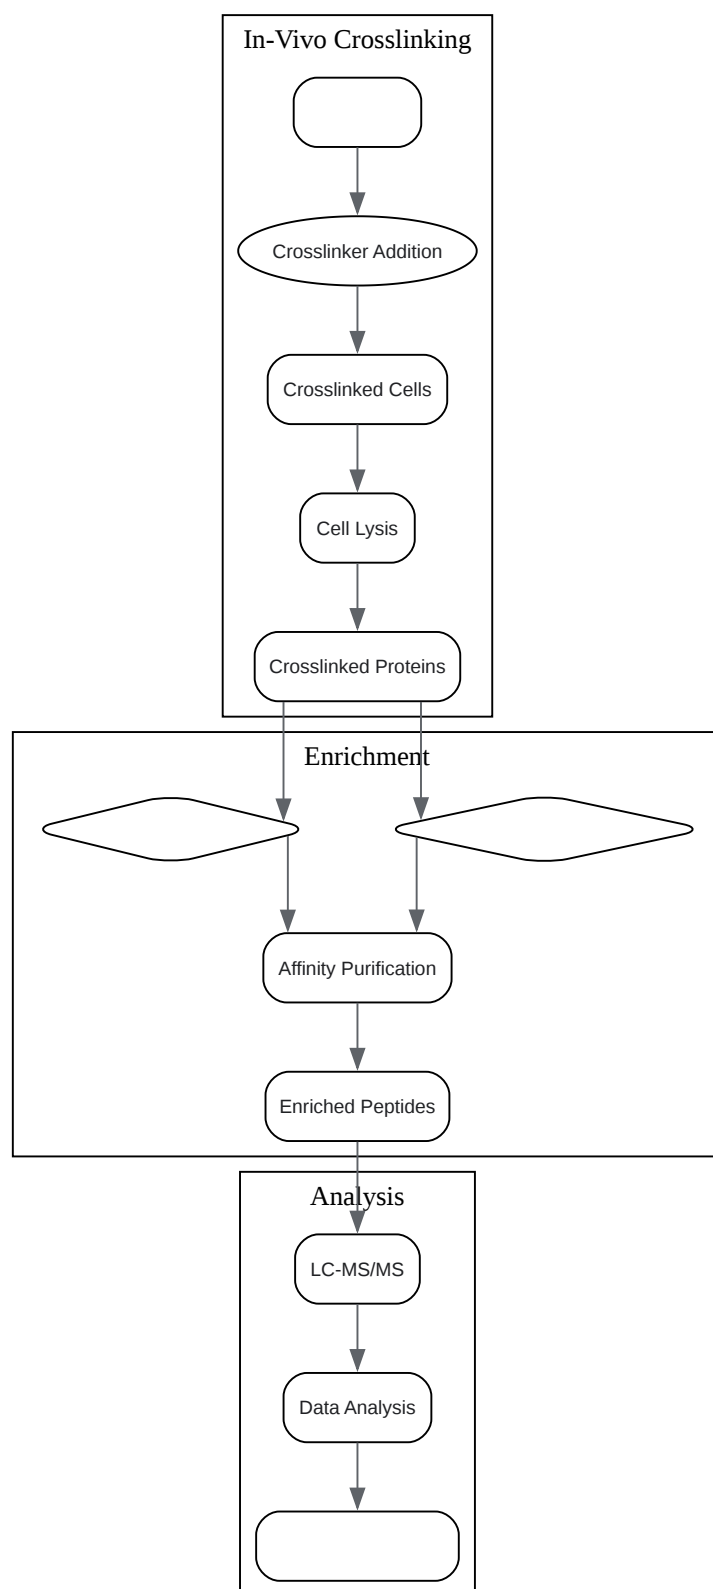 In-Vivo Crosslinking
Crosslinker Addition
Crosslinked Cells
Cell Lysis
Crosslinked Proteins
Enrichment
Affinity Purification
Enriched Peptides
Analysis
LC-MS/MS
Data Analysis